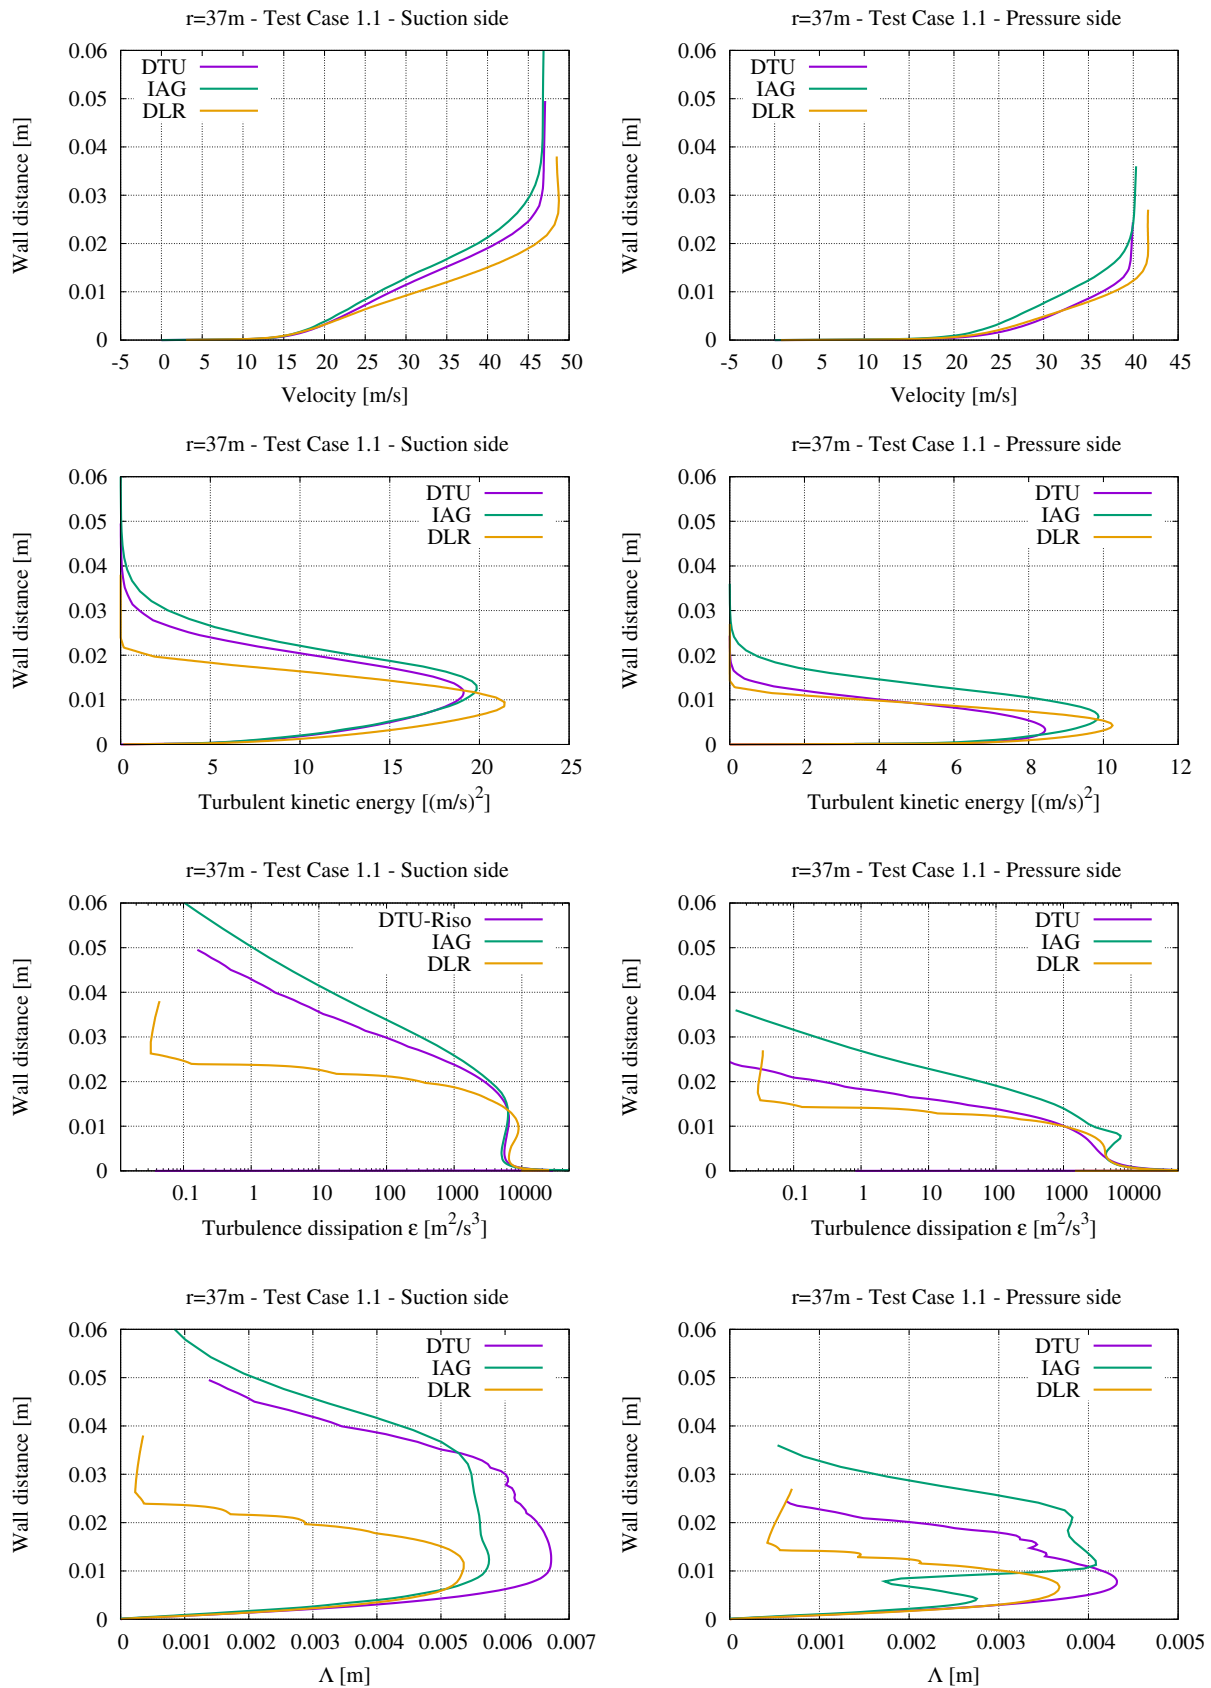 r=37m - Test Case 1.1 - Suction side
0.06
0.05
0.04
0.03
0.02
0.01
0
Wall distance [m]
DTU
IAG
DLR
-5 0 5 10 15 20 25 30 35 40 45 50
Velocity [m/s]
r=37m - Test Case 1.1 - Pressure side
0.06
0.05
0.04
0.03
0.02
0.01
0
Wall distance [m]
DTU
IAG
DLR
-5 0 5 10 15 20 25 30 35 40 45
Velocity [m/s]
r=37m - Test Case 1.1 - Suction side
0.06
0.05
0.04
0.03
0.02
0.01
0
Wall distance [m]
DTU
IAG
DLR
0 5 10 15 20 25
Turbulent kinetic energy [(m/s)^2]
r=37m - Test Case 1.1 - Pressure side
0.06
0.05
0.04
0.03
0.02
0.01
0
Wall distance [m]
DTU
IAG
DLR
0 2 4 6 8 10 12
Turbulent kinetic energy [(m/s)^2]
r=37m - Test Case 1.1 - Suction side
0.06
0.05
0.04
0.03
0.02
0.01
0
Wall distance [m]
DTU-Riso
IAG
DLR
0.1 1 10 100 1000 10000
Turbulence dissipation ε [m^2/s^3]
r=37m - Test Case 1.1 - Pressure side
0.06
0.05
0.04
0.03
0.02
0.01
0
Wall distance [m]
DTU
IAG
DLR
0.1 1 10 100 1000 10000
Turbulence dissipation ε [m^2/s^3]
r=37m - Test Case 1.1 - Suction side
0.06
0.05
0.04
0.03
0.02
0.01
0
Wall distance [m]
DTU
IAG
DLR
0 0.001 0.002 0.003 0.004 0.005 0.006 0.007
Λ [m]
r=37m - Test Case 1.1 - Pressure side
0.06
0.05
0.04
0.03
0.02
0.01
0
Wall distance [m]
DTU
IAG
DLR
0 0.001 0.002 0.003 0.004 0.005
Λ [m]